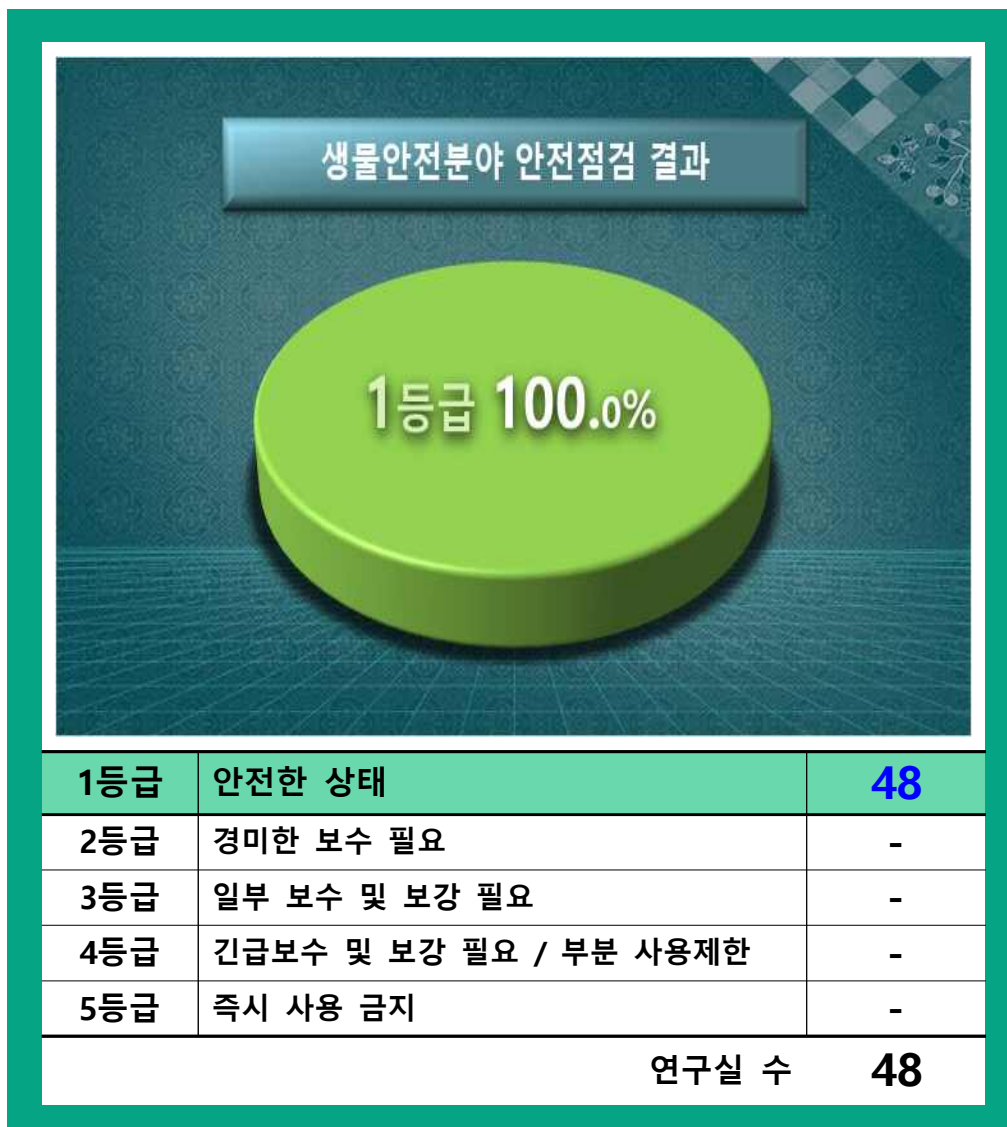 생물안전분야 안전점검 결과
1등급 100.0%
1등급 안전한 상태 48
2등급 경미한 보수 필요 -
3등급 일부 보수 및 보강 필요 -
4등급 긴급보수 및 보강 필요 / 부분 사용제한 -
5등급 즉시 사용 금지 -
연구실 수 48